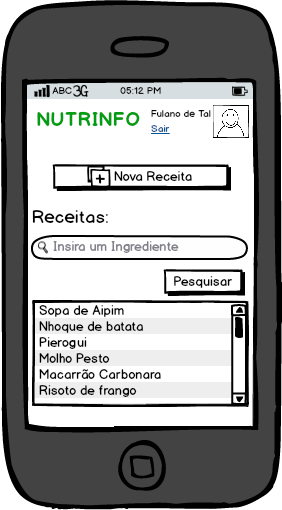 ABC 3G 05:12 PM
NUTRINFO
Fulano de Tal
Sair
Nova Receita
Receitas:
Insira um Ingrediente
Pesquisar
Sopa de Aipim
Nhoque de batata
Pierogui
Molho Pesto
Macarrão Carbonara
Risoto de frango